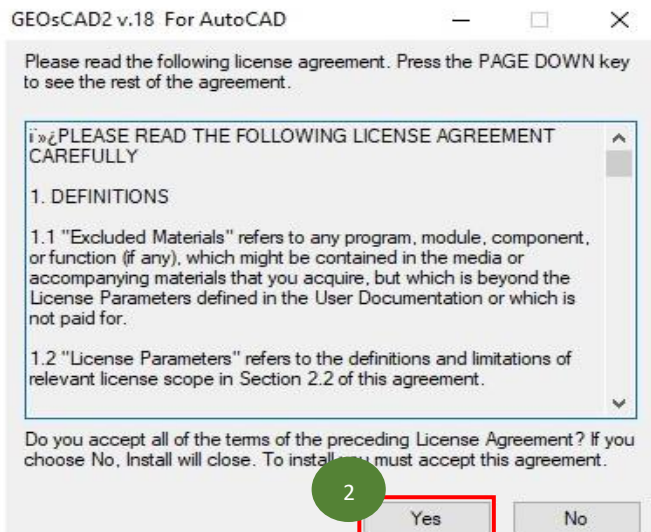 GEOsCAD2 v.18 For AutoCAD
Please read the following license agreement. Press the PAGE DOWN key
to see the rest of the agreement.
ï»¿PLEASE READ THE FOLLOWING LICENSE AGREEMENT
CAREFULLY
1. DEFINITIONS
1.1 "Excluded Materials" refers to any program, module, component,
or function (if any), which might be contained in the media or
accompanying materials that you acquire, but which is beyond the
License Parameters defined in the User Documentation or which is
not paid for.
1.2 "License Parameters" refers to the definitions and limitations of
relevant license scope in Section 2.2 of this agreement.
Do you accept all of the terms of the preceding License Agreement? If you
choose No, Install will close. To install must accept this agreement.
2
Yes No